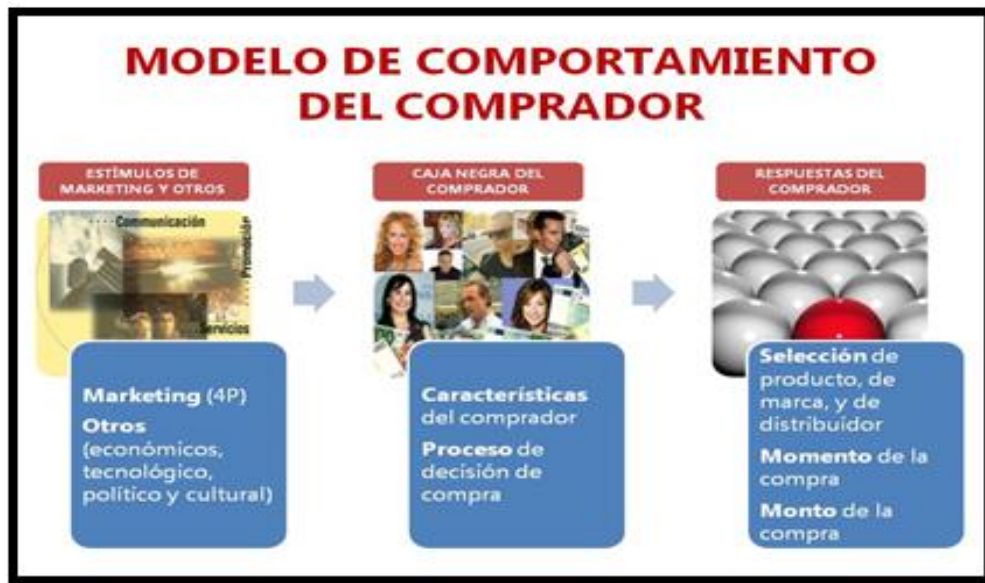 MODELO DE COMPORTAMIENTO
DEL COMPRADOR
ESTÍMULOS DE
MARKETING Y OTROS
....Communicación
....Promoción
....Servicios
Marketing (4P)
Otros
(económicos,
tecnológico,
político y cultural)
CAJA NEGRA DEL
COMPRADOR
Características
del comprador
Proceso de
decisión de
compra
RESPUESTAS DEL
COMPRADOR
Selección de
producto, de
marca, y de
distribuidor
Momento de la
compra
Monto de la
compra